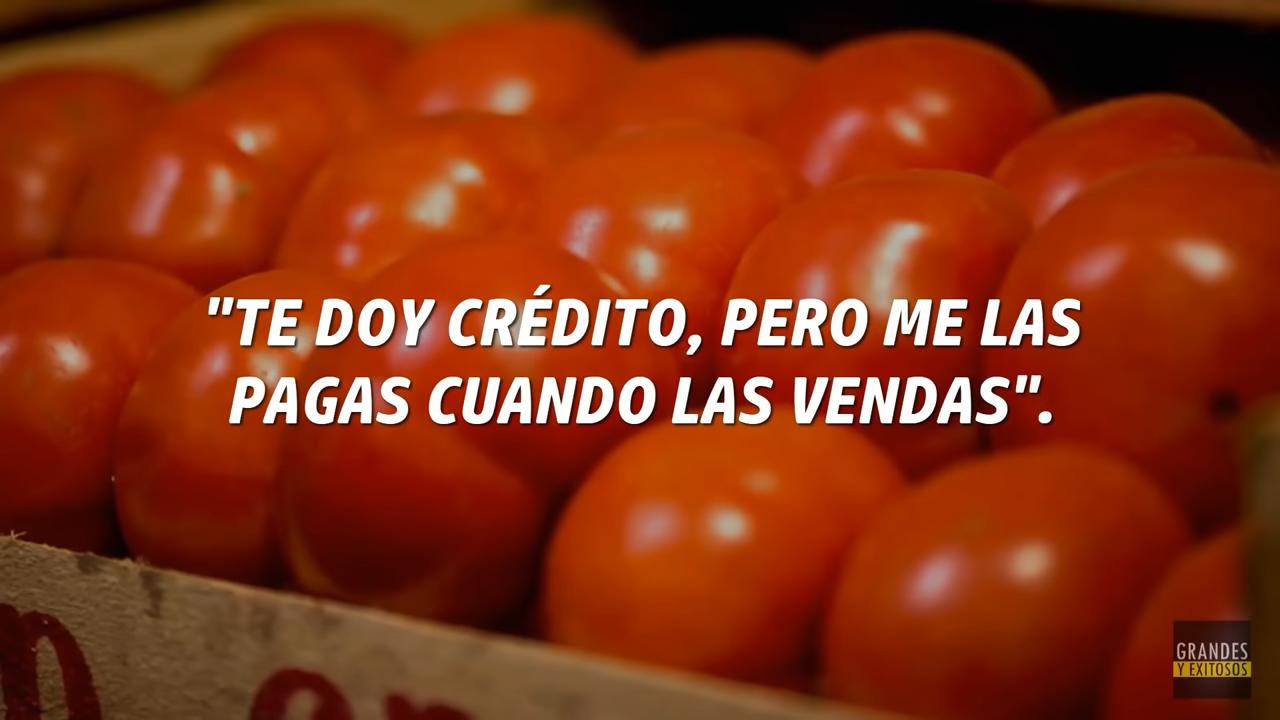 "TE DOY CRÉDITO, PERO ME LAS
PAGAS CUANDO LAS VENDAS".
GRANDES
Y EXITOSOS